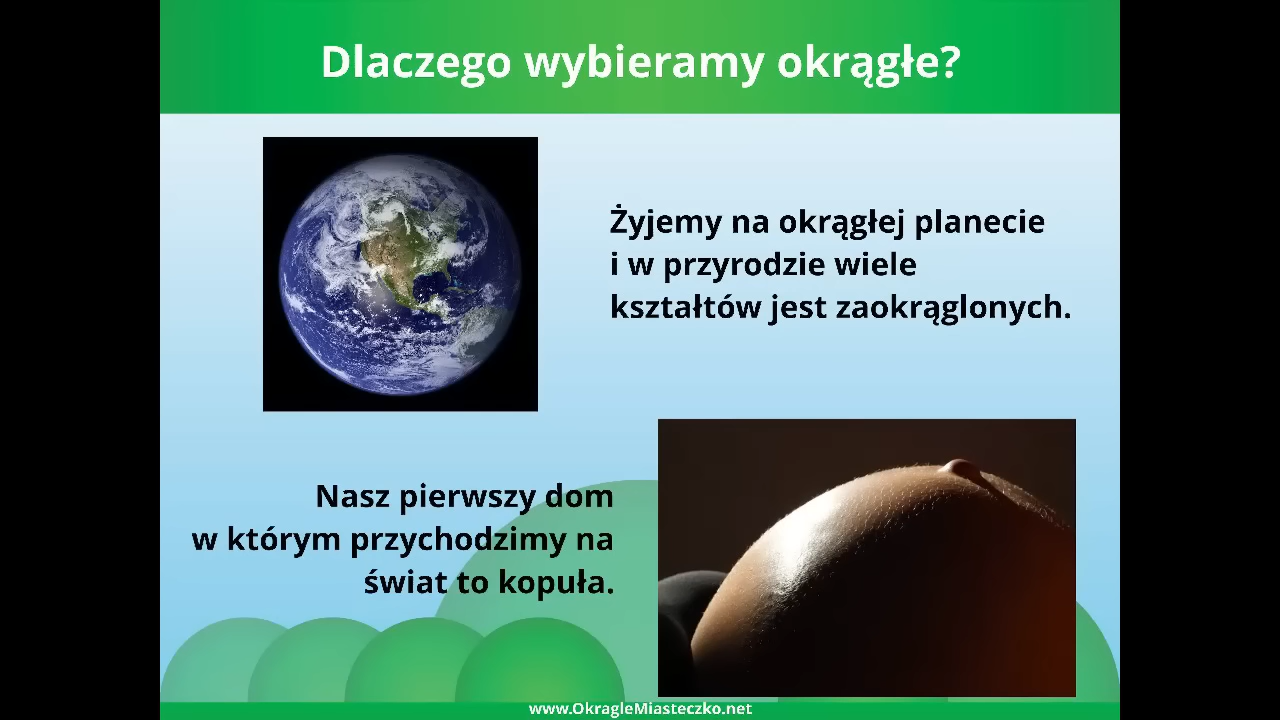 Dlaczego wybieramy okrągłe?
Żyjemy na okrągłej planecie
i w przyrodzie wiele
kształtów jest zaokrąglonych.
Nasz pierwszy dom
w którym przychodzimy na
świat to kopuła.
www.OkragleMiasteczko.net